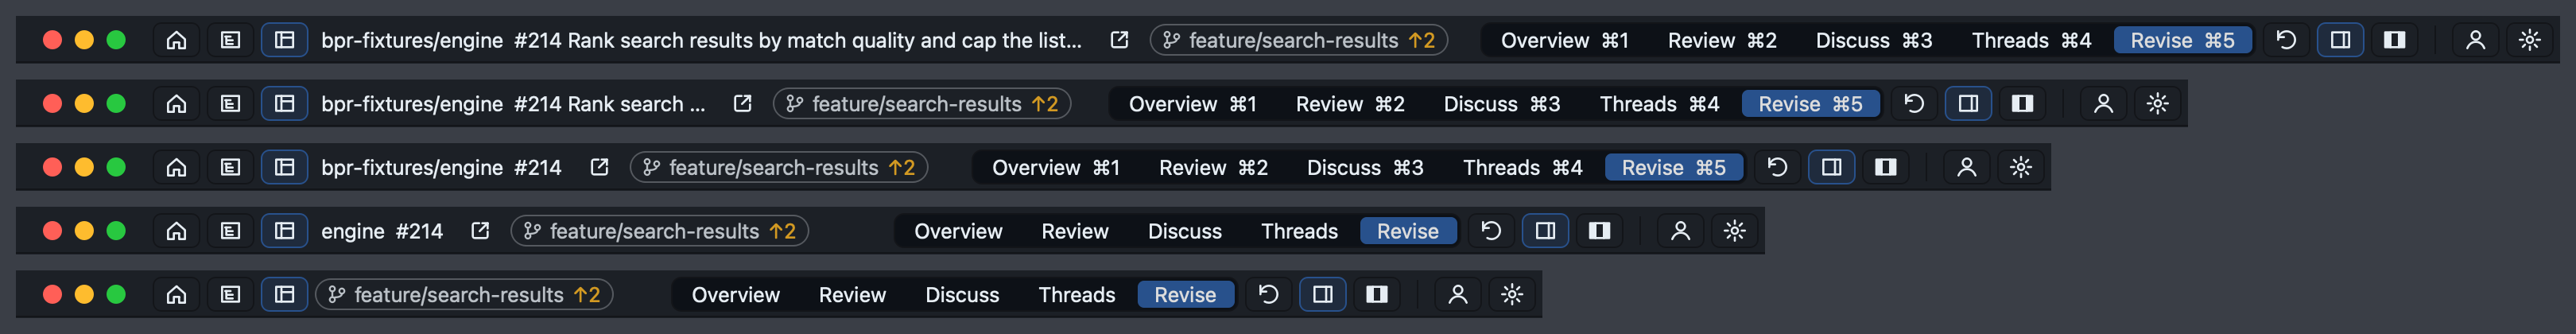 bpr-fixtures/engine #214 Rank search results by match quality and cap the list... feature/search-results ↑2 Overview ⌘1 Review ⌘2 Discuss ⌘3 Threads ⌘4 Revise ⌘5
bpr-fixtures/engine #214 Rank search ... feature/search-results ↑2 Overview ⌘1 Review ⌘2 Discuss ⌘3 Threads ⌘4 Revise ⌘5
bpr-fixtures/engine #214 feature/search-results ↑2 Overview ⌘1 Review ⌘2 Discuss ⌘3 Threads ⌘4 Revise ⌘5
engine #214 feature/search-results ↑2 Overview Review Discuss Threads Revise
feature/search-results ↑2 Overview Review Discuss Threads Revise